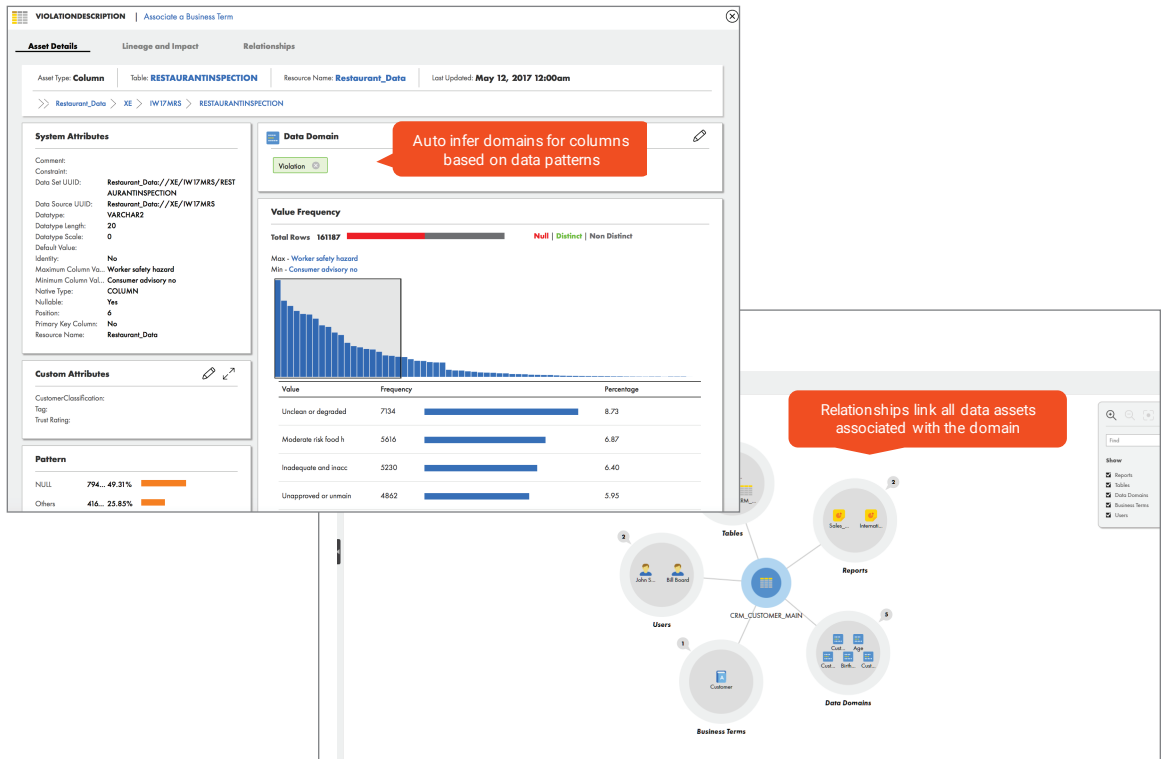 VIOLATIONDESCRIPTION | Associate a Business Term
Asset Details Lineage and Impact Relationships
Asset Type: Column Table: RESTAURANTINSPECTION Resource Name: Restaurant_Data Last Updated: May 12, 2017 12:00am
Restaurant_Data XE IW17MRS RESTAURANTINSPECTION
System Attributes
Comment:
Constraint:
Data Set UUID: Restaurant_Data://XE/IW17MRS/REST
AURANTINSPECTION
Data Source UUID: Restaurant_Data://XE/IW17MRS
Datatype: VARCHAR2
Datatype Length: 20
Datatype Scale: 0
Default Value:
Identity: No
Maximum Column Va... Worker safety hazard
Minimum Column Val... Consumer advisory no
Native Type: COLUMN
Nullable: Yes
Position: 6
Primary Key Column: No
Resource Name: Restaurant_Data
Custom Attributes
CustomerClassification:
Tag:
Trust Rating:
Pattern
NULL 794... 49.31%
Others 416... 25.85%
Data Domain
Violation
Auto infer domains for columns
based on data patterns
Value Frequency
Total Rows 161187 Null | Distinct | Non Distinct
Max - Worker safety hazard
Min - Consumer advisory no
Value Frequency Percentage
Unclean or degraded 7134 8.73
Moderate risk food h 5616 6.87
Inadequate and inacc 5230 6.40
Unapproved or unmain 4862 5.95
Relationships link all data assets
associated with the domain
Find
Show
Reports
Tables
Data Domains
Business Terms
Users
RM_...
Tables
2
Sales_... Internati...
Reports
2
John S... Bill Board
Users
CRM_CUSTOMER_MAIN
5
Cust... Age
Cust... Birth... Cust...
Data Domains
1
Customer
Business Terms